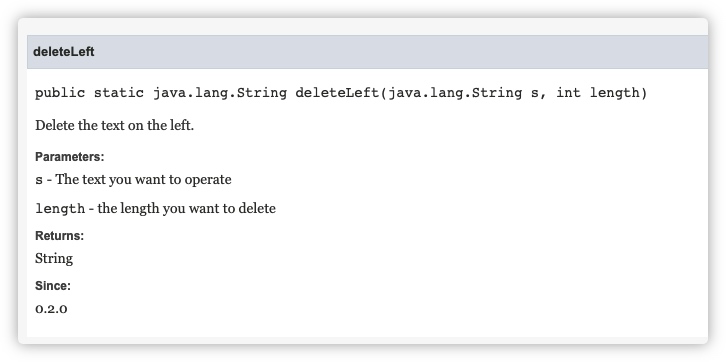 deleteLeft
public static java.lang.String deleteLeft(java.lang.String s, int length)
Delete the text on the left.
Parameters:
s - The text you want to operate
length - the length you want to delete
Returns:
String
Since:
0.2.0